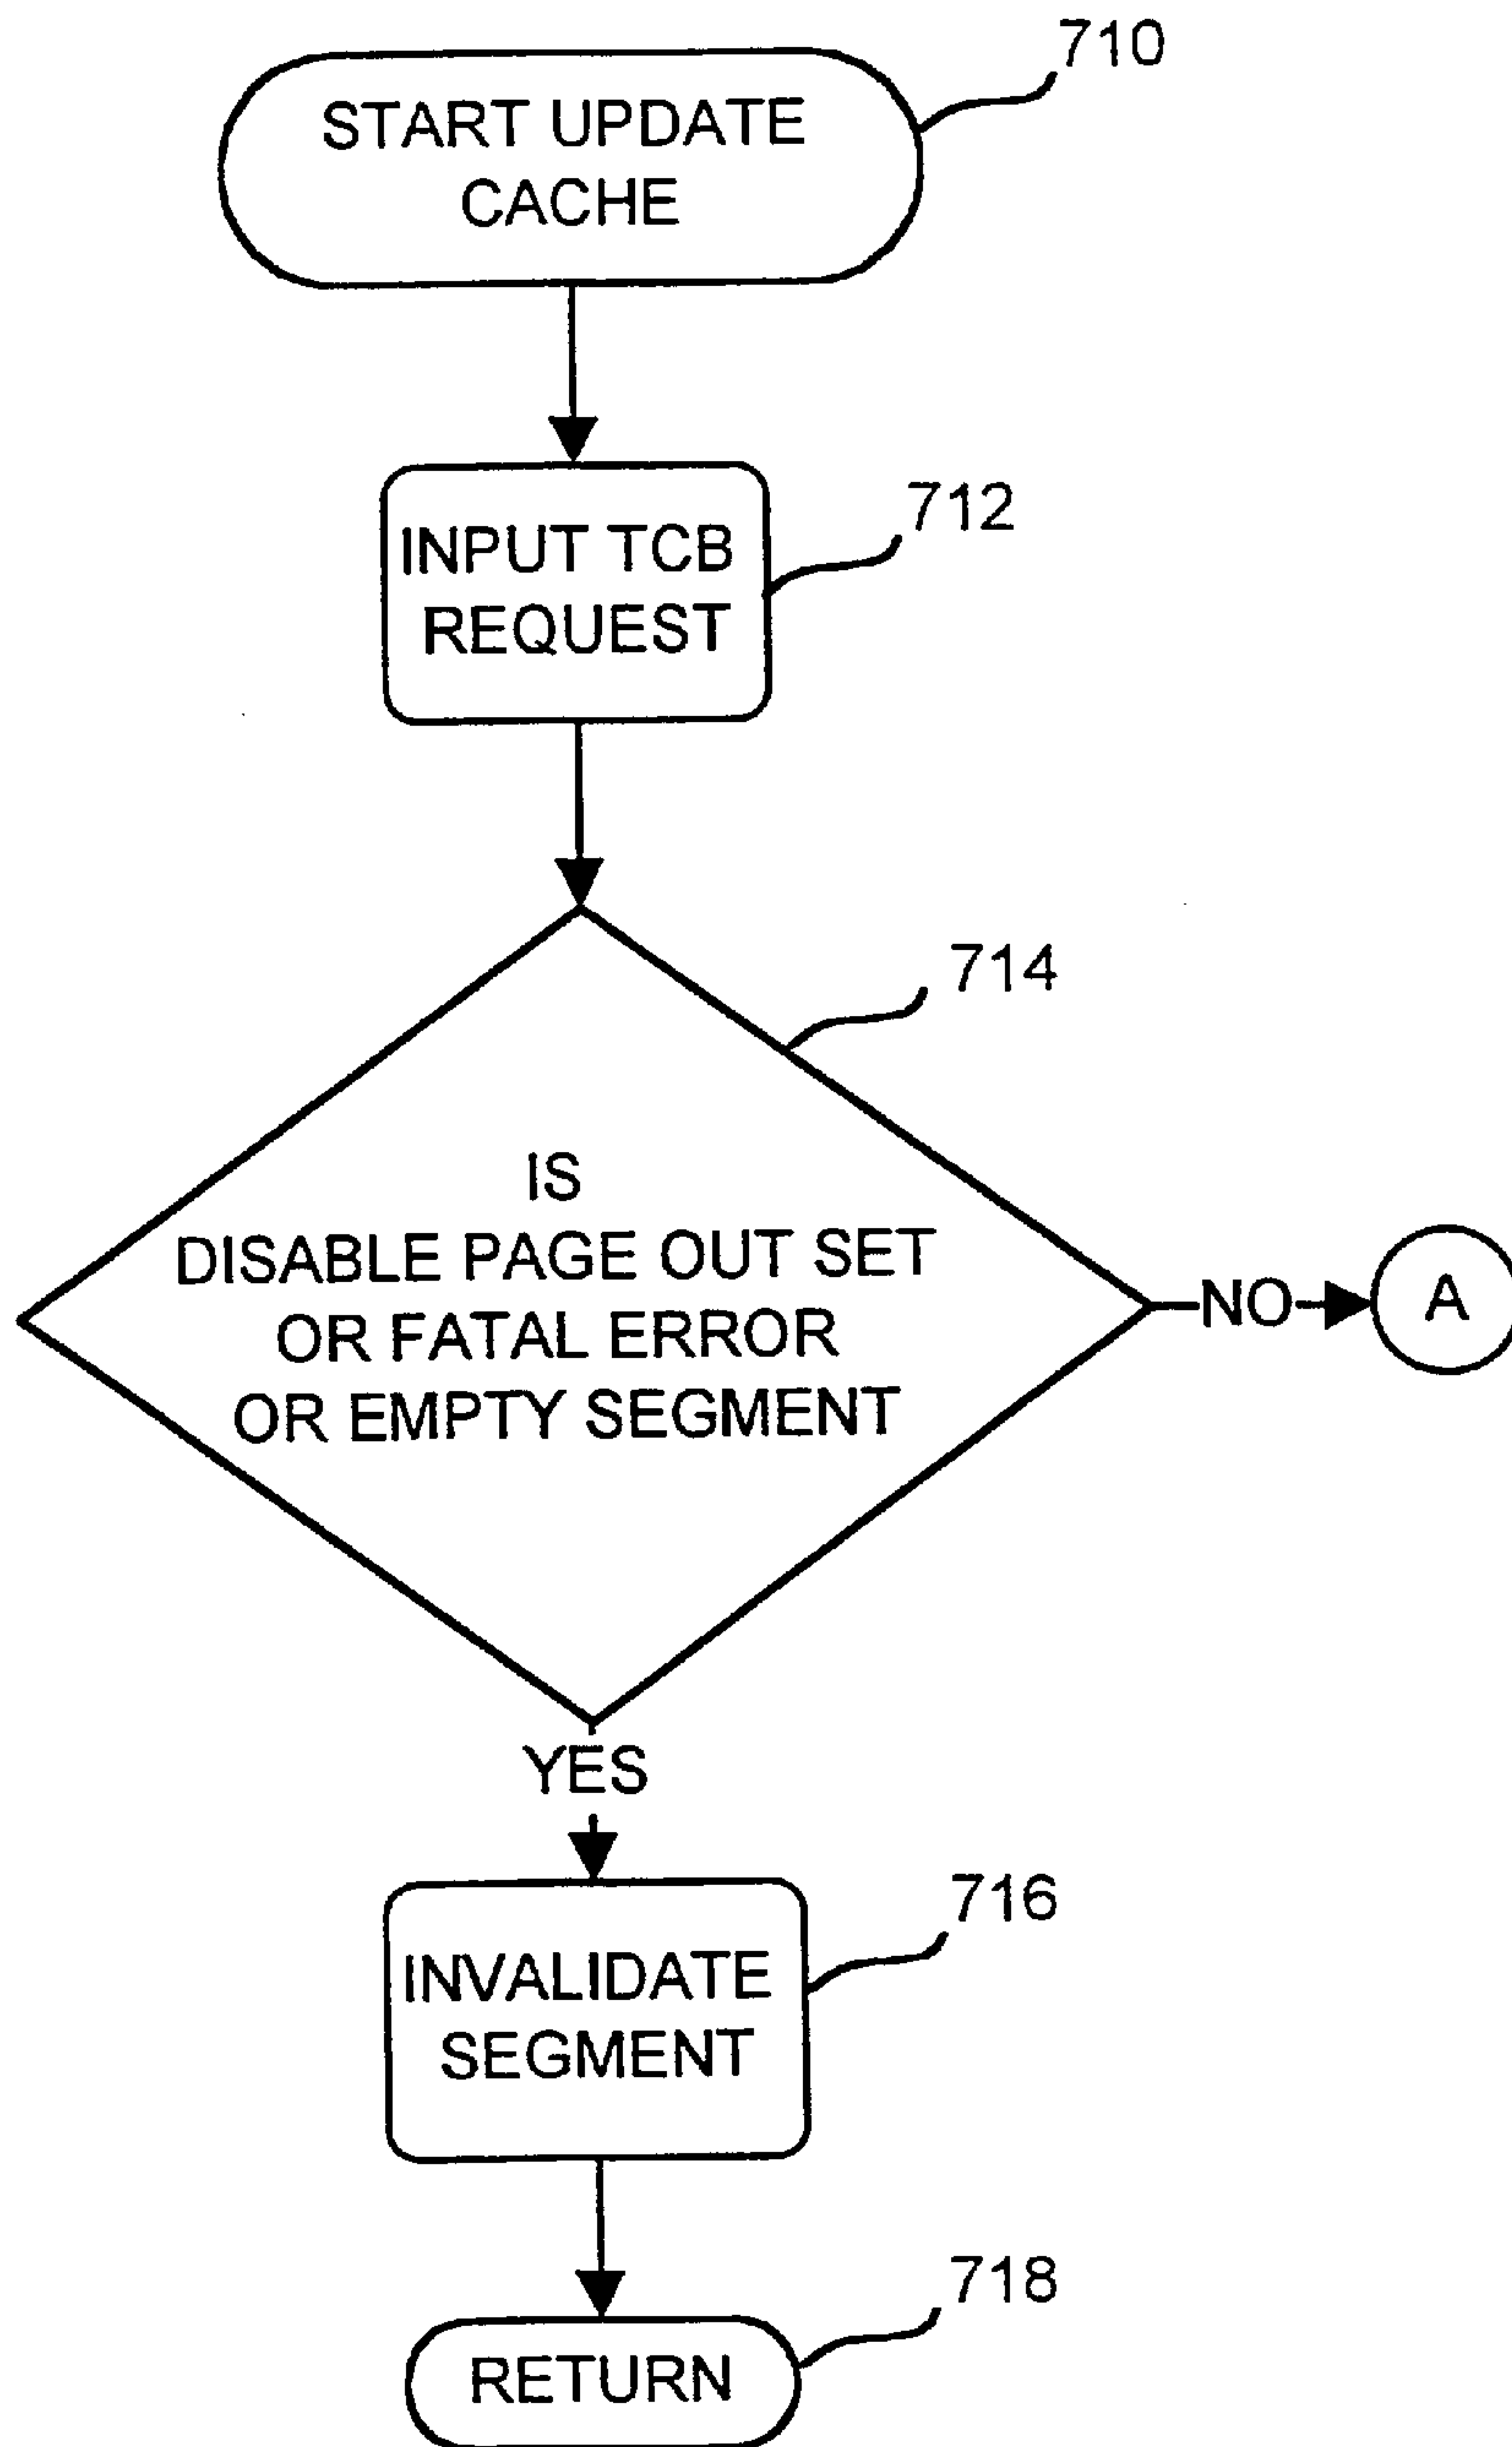 710
START UPDATE
CACHE
712
INPUT TCB
REQUEST
714
IS
DISABLE PAGE OUT SET
OR FATAL ERROR
OR EMPTY SEGMENT
NO
A
YES
716
INVALIDATE
SEGMENT
718
RETURN